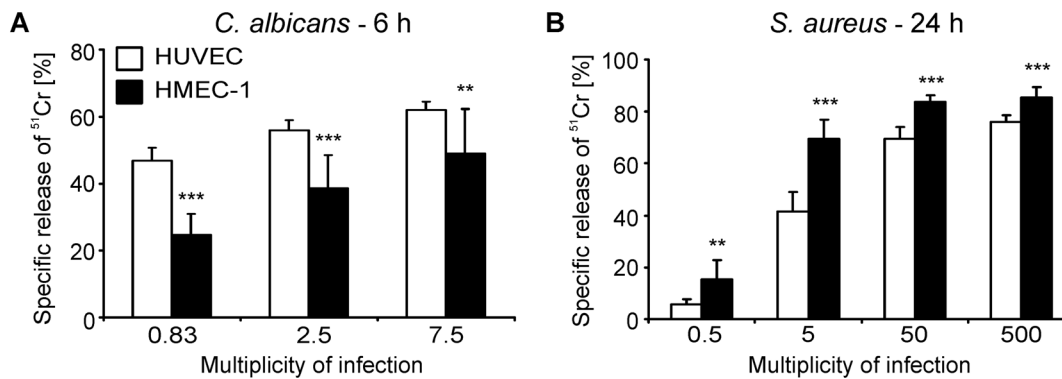 A
C. albicans - 6 h
Specific release of ⁵¹Cr [%]
80
60
40
20
0
HUVEC
HMEC-1
***
***
**
0.83 2.5 7.5
Multiplicity of infection
B
S. aureus - 24 h
Specific release of ⁵¹Cr [%]
100
80
60
40
20
0
**
***
***
***
0.5 5 50 500
Multiplicity of infection